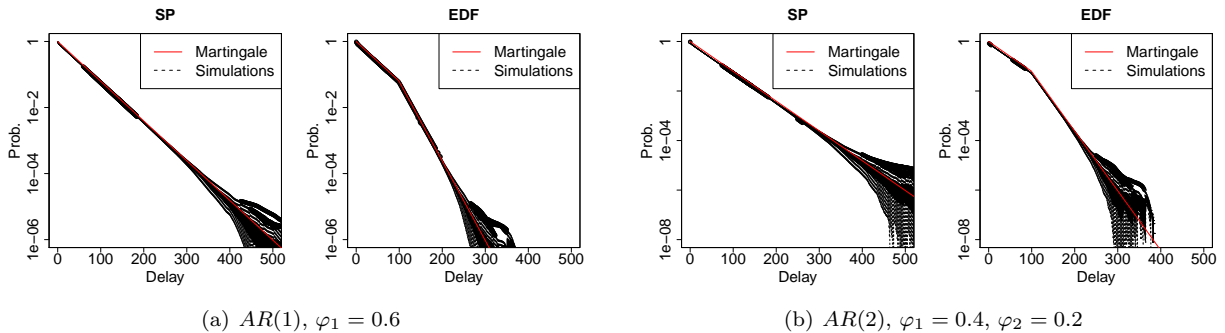 SP
Prob.
1
1e-02
1e-04
1e-06
Martingale
Simulations
0 100 200 300 400 500
Delay
EDF
Prob.
1
1e-02
1e-04
1e-06
Martingale
Simulations
0 100 200 300 400 500
Delay
(a) AR(1), φ₁ = 0.6
SP
Prob.
1
1e-04
1e-08
Martingale
Simulations
0 100 200 300 400 500
Delay
EDF
Prob.
1
1e-04
1e-08
Martingale
Simulations
0 100 200 300 400 500
Delay
(b) AR(2), φ₁ = 0.4, φ₂ = 0.2